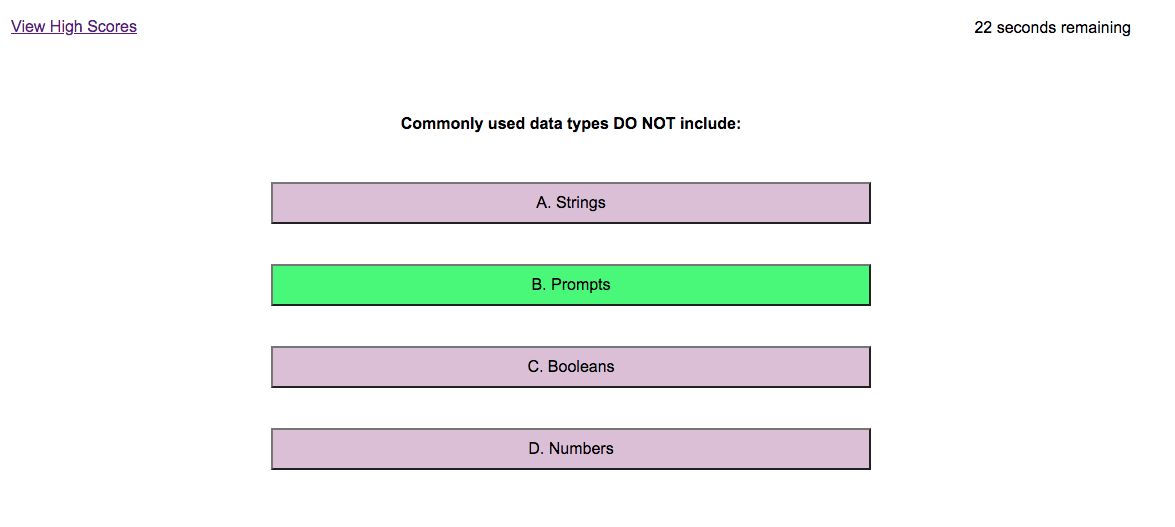 View High Scores
22 seconds remaining
Commonly used data types DO NOT include:
A. Strings
B. Prompts
C. Booleans
D. Numbers